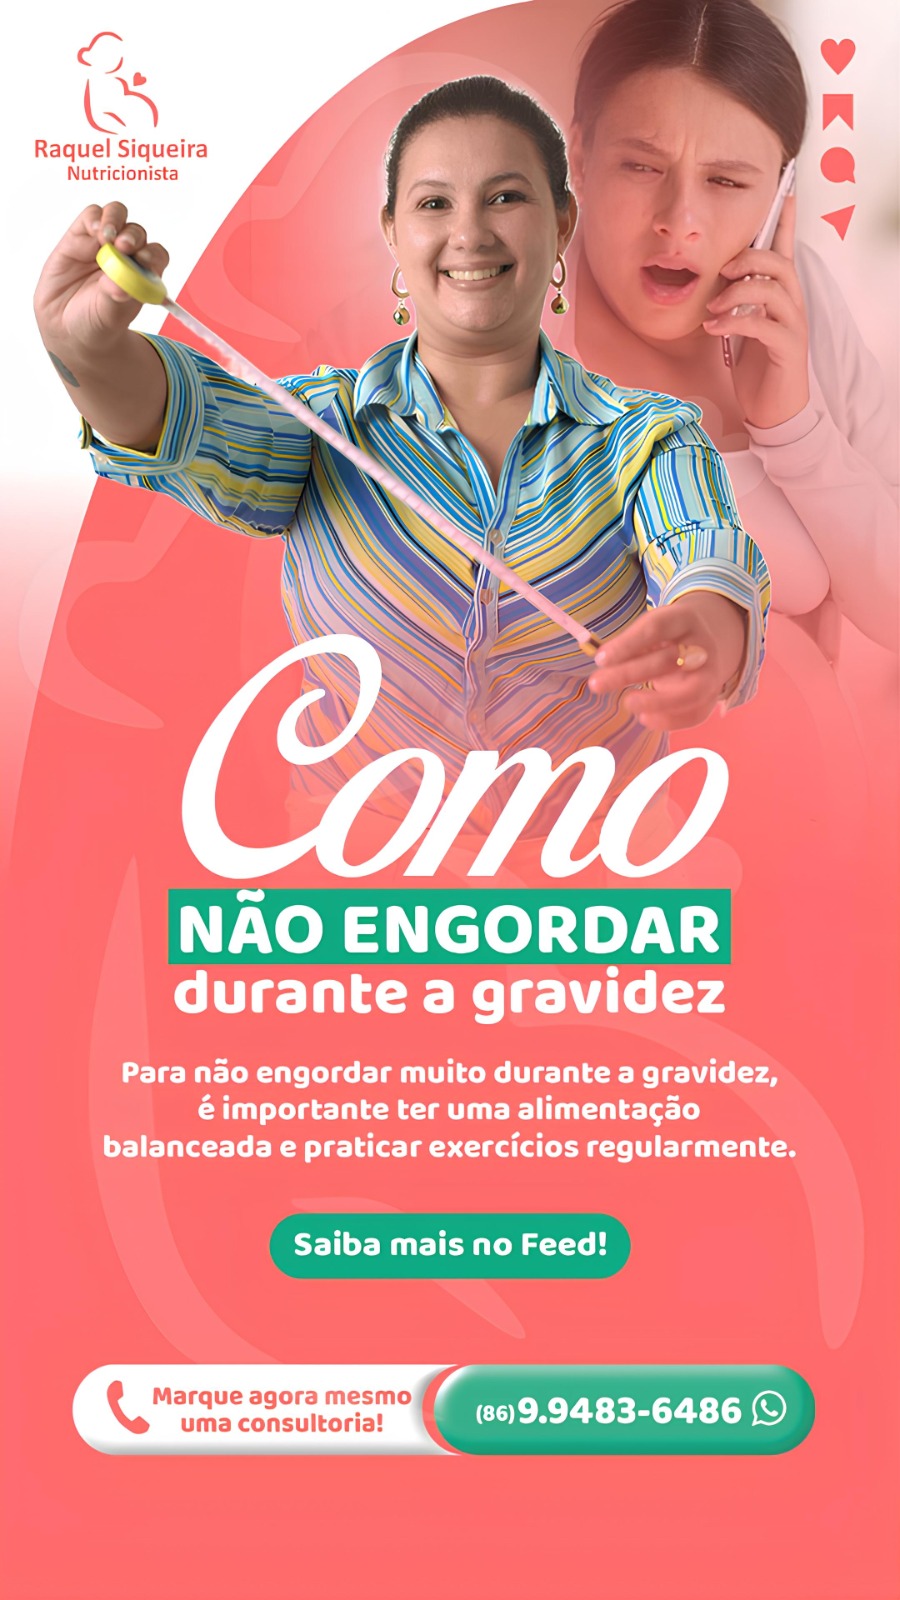 Raquel Siqueira
Nutricionista
Como
NÃO ENGORDAR
durante a gravidez
Para não engordar muito durante a gravidez,
é importante ter uma alimentação
balanceada e praticar exercícios regularmente.
Saiba mais no Feed!
Marque agora mesmo
uma consultoria!
(86)9.9483-6486